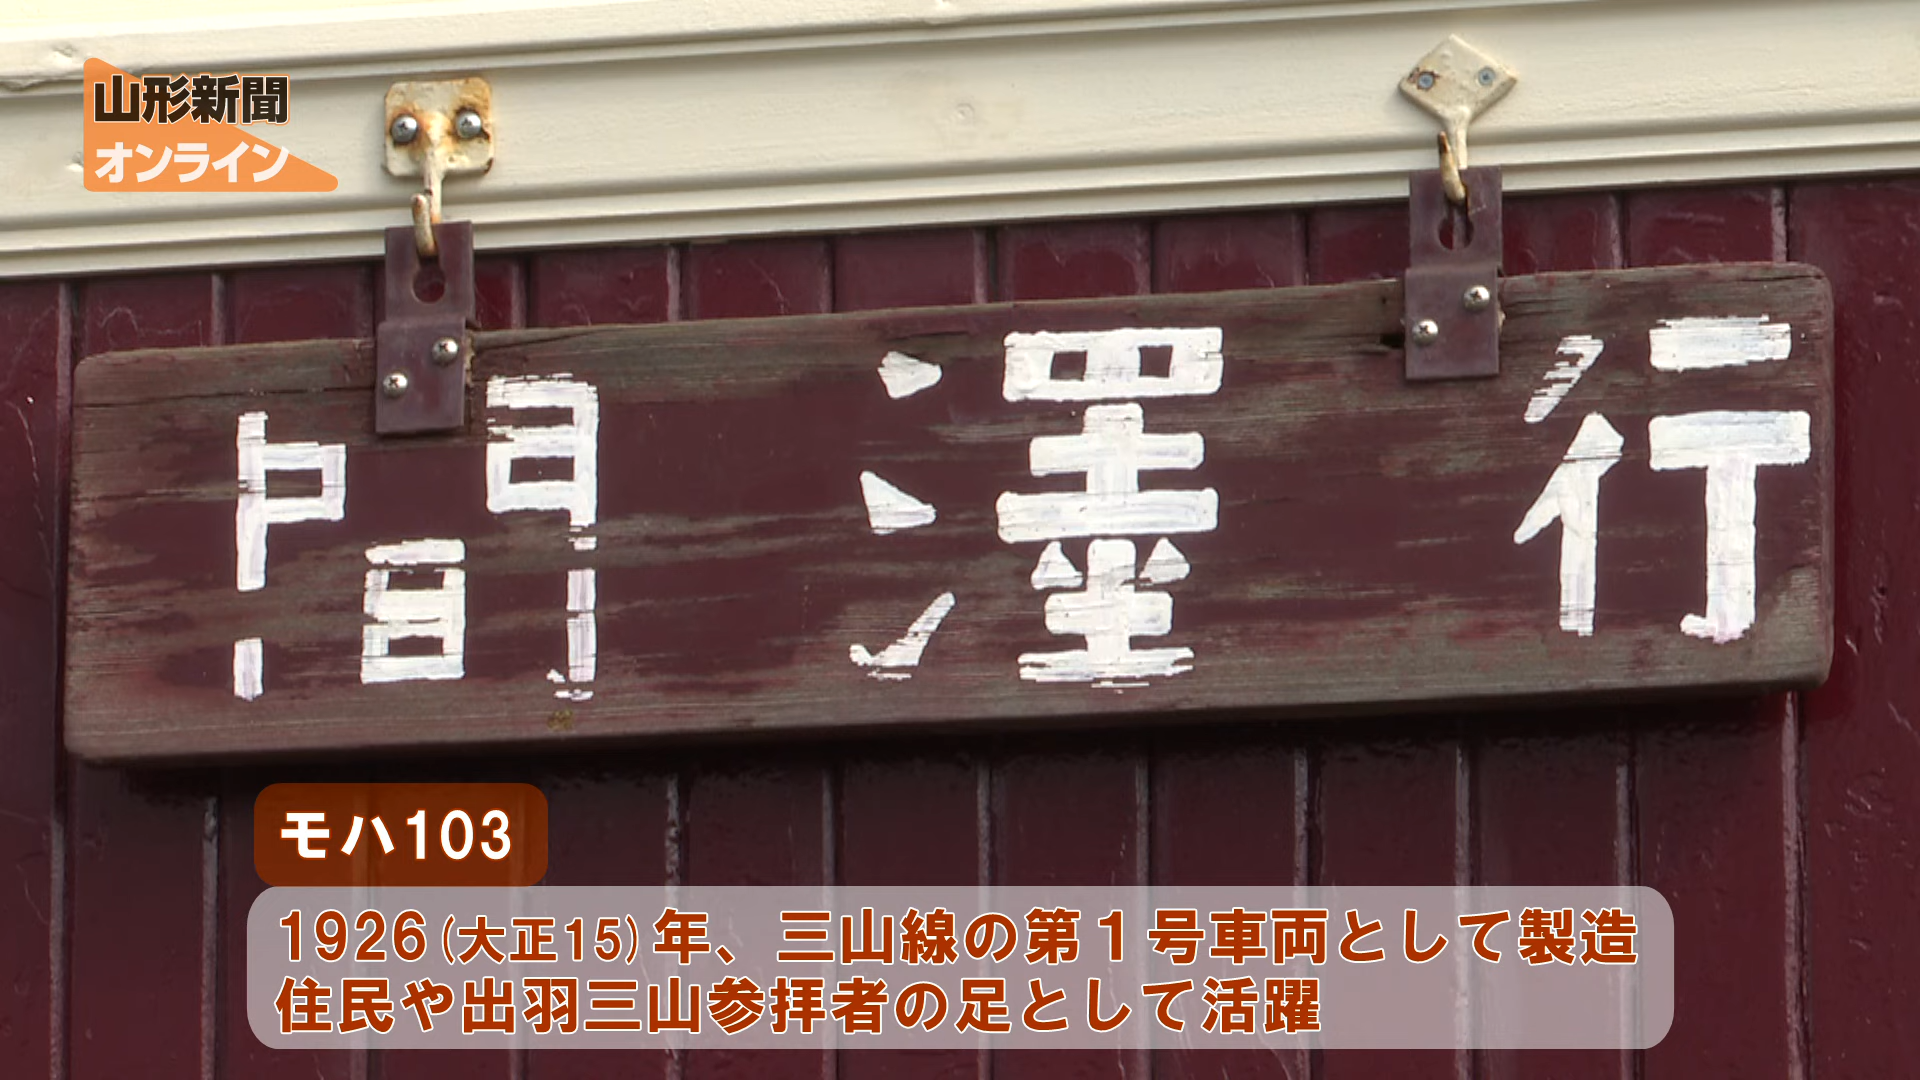 山形新聞
オンライン
間澤行
モハ103
1926(大正15)年、三山線の第1号車両として製造
住民や出羽三山参拝者の足として活躍